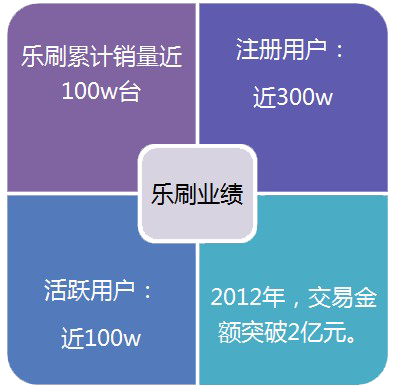 乐刷累计销量近
100w台
注册用户：
近300w
乐刷业绩
活跃用户：
近100w
2012年，交易金
额突破2亿元。